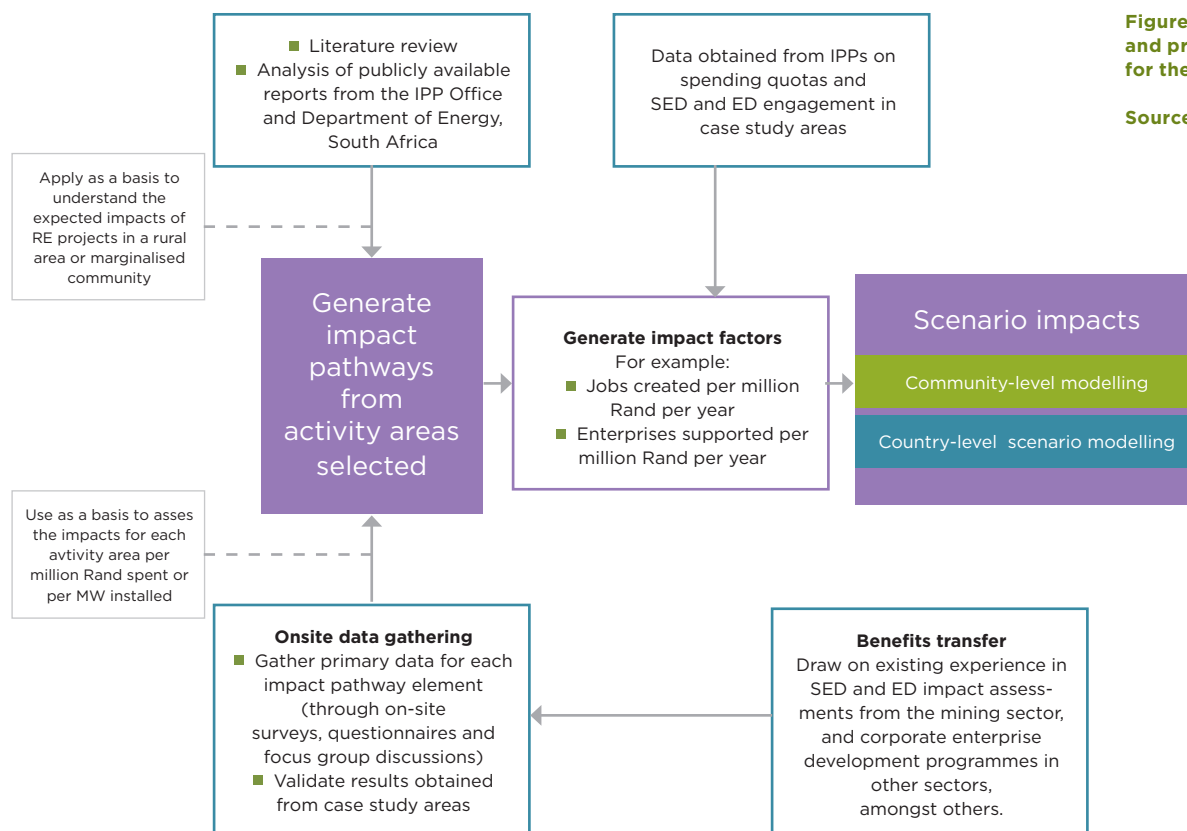 Figure
and pr
for the
Source
Literature review
Analysis of publicly available
reports from the IPP Office
and Department of Energy,
South Africa
Data obtained from IPPs on
spending quotas and
SED and ED engagement in
case study areas
Apply as a basis to
understand the
expected impacts of
RE projects in a rural
area or marginalised
community
Generate
impact
pathways
from
activity areas
selected
Generate impact factors
For example:
Jobs created per million
Rand per year
Enterprises supported per
million Rand per year
Scenario impacts
Community-level modelling
Country-level scenario modelling
Use as a basis to asses
the impacts for each
avtivity area per
million Rand spent or
per MW installed
Onsite data gathering
Gather primary data for each
impact pathway element
(through on-site
surveys, questionnaires and
focus group discussions)
Validate results obtained
from case study areas
Benefits transfer
Draw on existing experience in
SED and ED impact assess-
ments from the mining sector,
and corporate enterprise
development programmes in
other sectors,
amongst others.